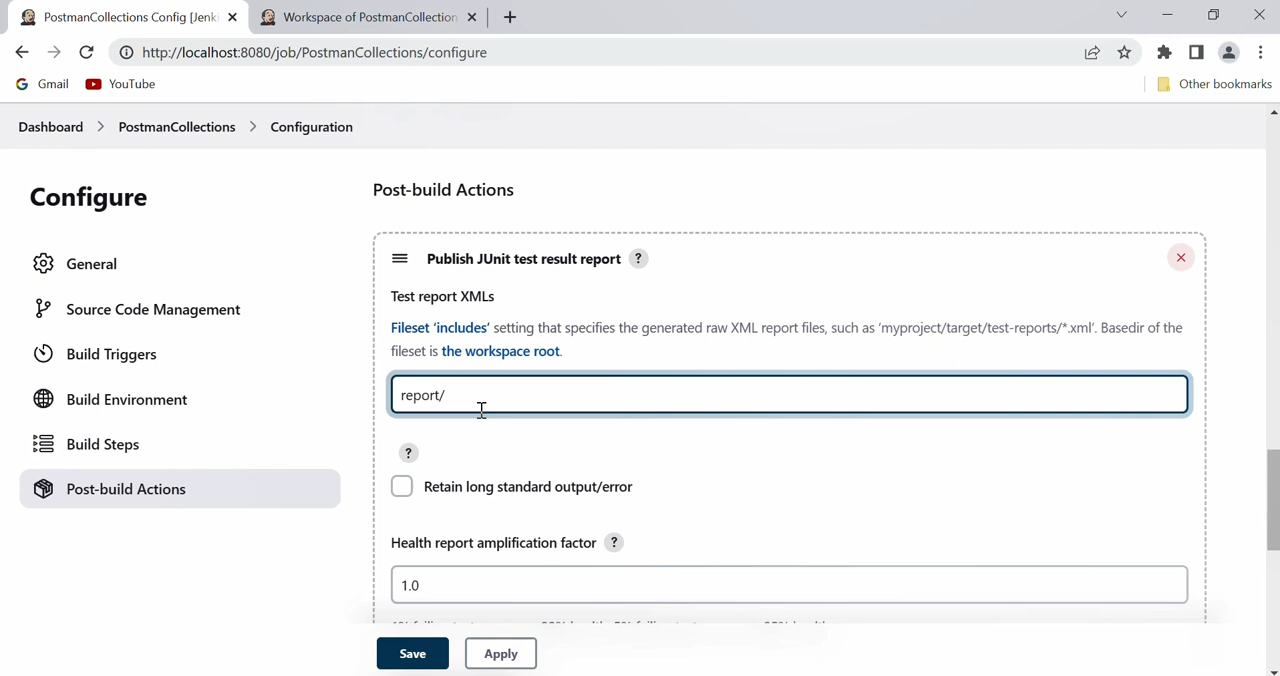 PostmanCollections Config [Jenki
Workspace of PostmanCollection
http://localhost:8080/job/PostmanCollections/configure
Gmail
YouTube
Other bookmarks
Dashboard > PostmanCollections > Configuration
Configure
General
Source Code Management
Build Triggers
Build Environment
Build Steps
Post-build Actions
Post-build Actions
Publish JUnit test result report ?
Test report XMLs
Fileset 'includes' setting that specifies the generated raw XML report files, such as 'myproject/target/test-reports/*.xml'. Basedir of the
fileset is the workspace root.
report/
?
Retain long standard output/error
Health report amplification factor ?
1.0
Save
Apply